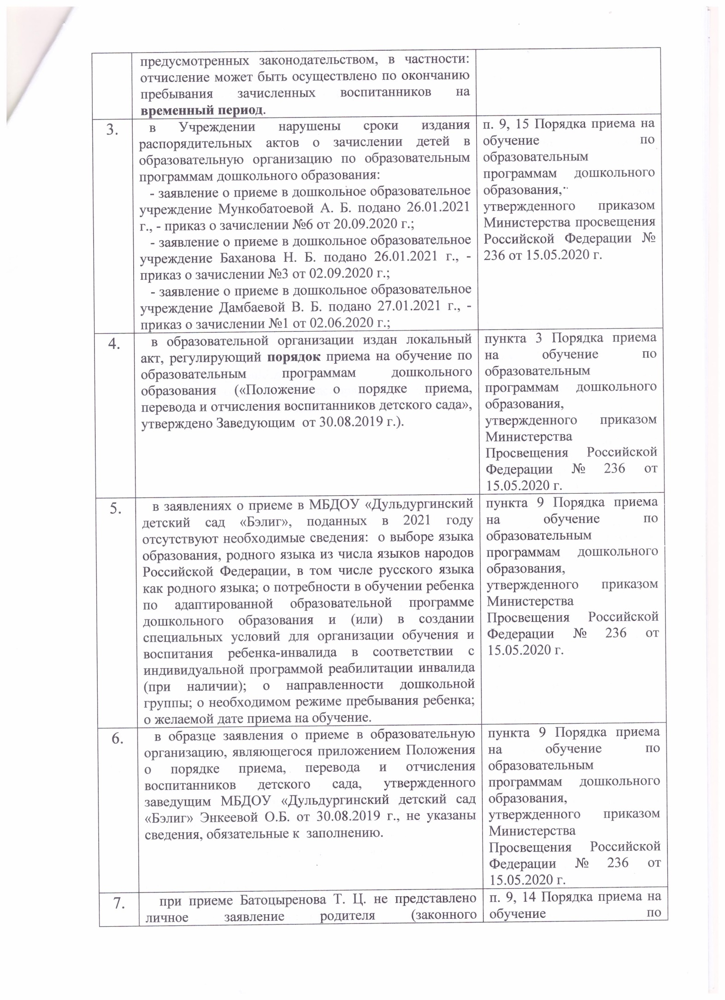 предусмотренных законодательством, в частности:
отчисление может быть осуществлено по окончанию
пребывания зачисленных воспитанников на
временный период.
3.
в Учреждении нарушены сроки издания
распорядительных актов о зачислении детей в
образовательную организацию по образовательным
программам дошкольного образования:
- заявление о приеме в дошкольное образовательное
учреждение Мункобатоевой А. Б. подано 26.01.2021
г., - приказ о зачислении №6 от 20.09.2020 г.;
- заявление о приеме в дошкольное образовательное
учреждение Баханова Н. Б. подано 26.01.2021 г., -
приказ о зачислении №3 от 02.09.2020 г.;
- заявление о приеме в дошкольное образовательное
учреждение Дамбаевой В. Б. подано 27.01.2021 г., -
приказ о зачислении №1 от 02.06.2020 г.;
п. 9, 15 Порядка приема на
обучение по
образовательным
программам дошкольного
образования,
утвержденного приказом
Министерства просвещения
Российской Федерации №
236 от 15.05.2020 г.
4.
в образовательной организации издан локальный
акт, регулирующий порядок приема на обучение по
образовательным программам дошкольного
образования («Положение о порядке приема,
перевода и отчисления воспитанников детского сада»,
утверждено Заведующим от 30.08.2019 г.).
пункта 3 Порядка приема
на обучение по
образовательным
программам дошкольного
образования,
утвержденного приказом
Министерства
Просвещения Российской
Федерации № 236 от
15.05.2020 г.
5.
в заявлениях о приеме в МБДОУ «Дульдургинский
детский сад «Бэлиг», поданных в 2021 году
отсутствуют необходимые сведения: о выборе языка
образования, родного языка из числа языков народов
Российской Федерации, в том числе русского языка
как родного языка; о потребности в обучении ребенка
по адаптированной образовательной программе
дошкольного образования и (или) в создании
специальных условий для организации обучения и
воспитания ребенка-инвалида в соответствии с
индивидуальной программой реабилитации инвалида
(при наличии); о направленности дошкольной
группы; о необходимом режиме пребывания ребенка;
о желаемой дате приема на обучение.
пункта 9 Порядка приема
на обучение по
образовательным
программам дошкольного
образования,
утвержденного приказом
Министерства
Просвещения Российской
Федерации № 236 от
15.05.2020 г.
6.
в образце заявления о приеме в образовательную
организацию, являющегося приложением Положения
о порядке приема, перевода и отчисления
воспитанников детского сада, утвержденного
заведущим МБДОУ «Дульдургинский детский сад
«Бэлиг» Энкеевой О.Б. от 30.08.2019 г., не указаны
сведения, обязательные к заполнению.
пункта 9 Порядка приема
на обучение по
образовательным
программам дошкольного
образования,
утвержденного приказом
Министерства
Просвещения Российской
Федерации № 236 от
15.05.2020 г.
7.
при приеме Батоцыренова Т. Ц. не представлено
личное заявление родителя (законного
п. 9, 14 Порядка приема на
обучение по